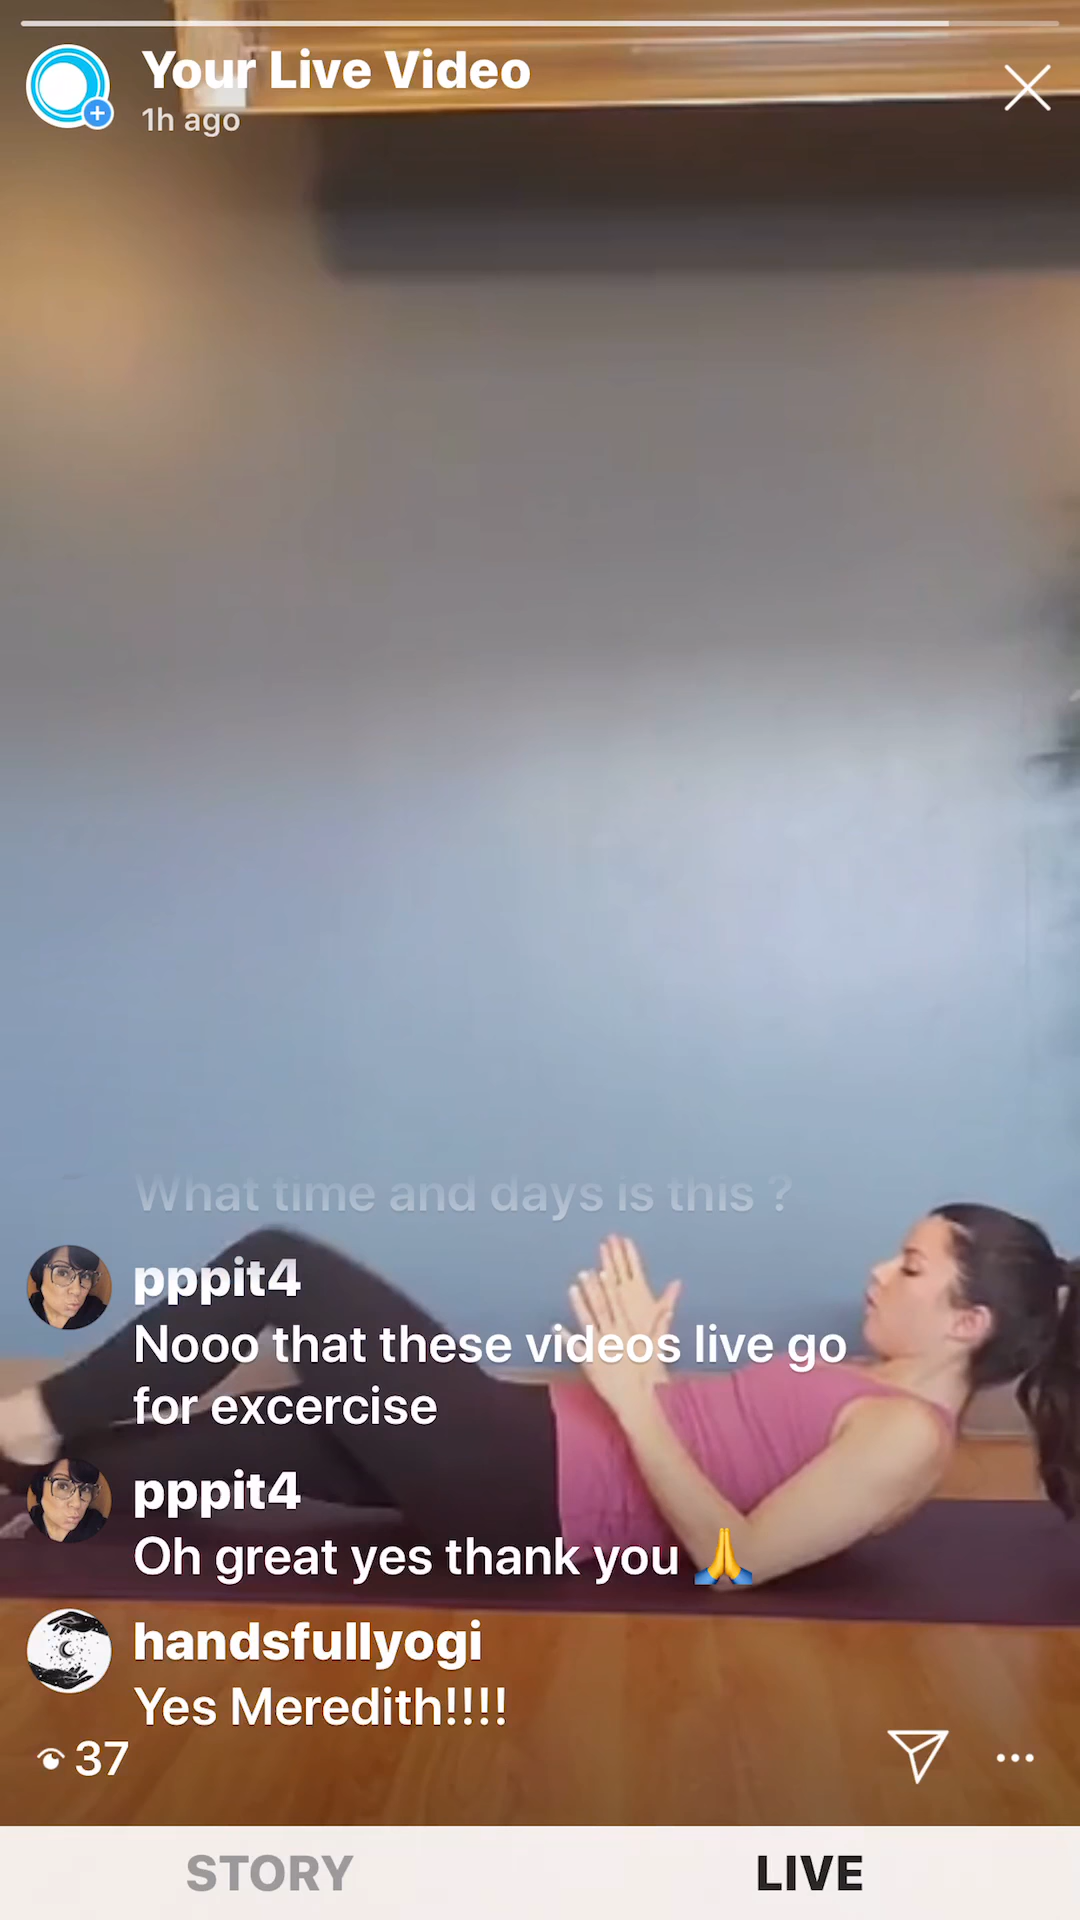 Your Live Video
1h ago
What time and days is this ?
pppit4
Nooo that these videos live go
for excercise
pppit4
Oh great yes thank you 🙏
handsfullyogi
Yes Meredith!!!!
37
STORY
LIVE